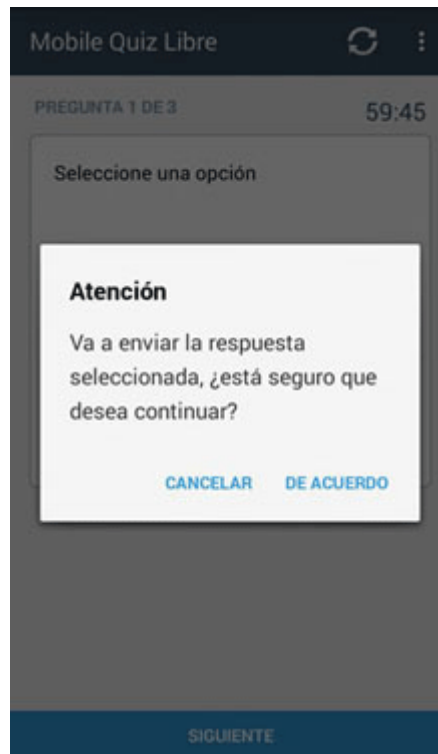 Mobile Quiz Libre
PREGUNTA 1 DE 3
59:45
Seleccione una opción
Atención
Va a enviar la respuesta
seleccionada, ¿está seguro que
desea continuar?
CANCELAR DE ACUERDO
SIGUIENTE